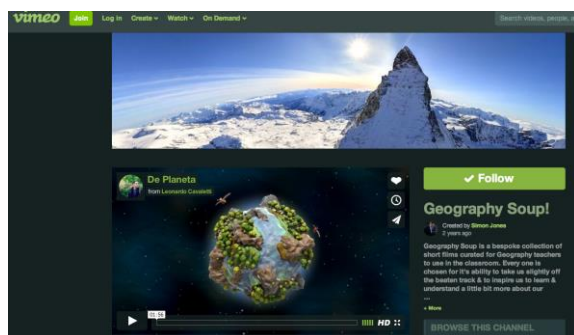 vimeo Join Log in Create Watch On Demand Search videos, people, a
De Planeta
from Leonardo Cavaletti
Follow
Geography Soup!
Created by Simon Jones
2 years ago
Geography Soup is a bespoke collection of
short films curated for Geography teachers
to use in the classroom. Every one is
chosen for it's ability to take us slightly off
the beaten track & to inspire us to learn &
understand a little bit more about our
...
+ More
01:56
HD
BROWSE THIS CHANNEL